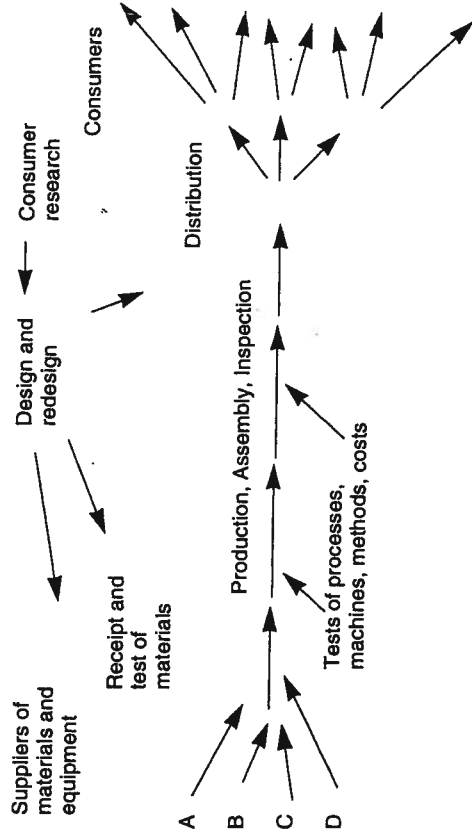 Suppliers of
materials and
equipment
Receipt and
test of
materials
Design and
redesign
Consumer
research
Consumers
Distribution
Production, Assembly, Inspection
A
B
C
D
Tests of processes,
machines, methods, costs